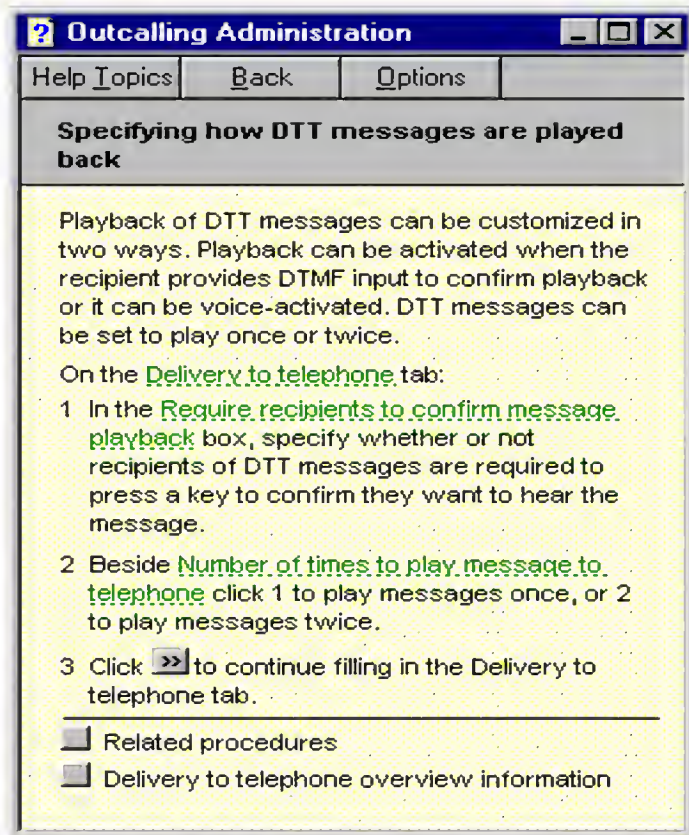 Outcalling Administration
Help Topics Back Options
Specifying how DTT messages are played
back
Playback of DTT messages can be customized in
two ways. Playback can be activated when the
recipient provides DTMF input to confirm playback
or it can be voice-activated. DTT messages can
be set to play once or twice.
On the Delivery to telephone tab:
1 In the Require recipients to confirm message
playback box, specify whether or not
recipients of DTT messages are required to
press a key to confirm they want to hear the
message.
2 Beside Number of times to play message to
telephone click 1 to play messages once, or 2
to play messages twice.
3 Click >> to continue filling in the Delivery to
telephone tab.
Related procedures
Delivery to telephone overview information